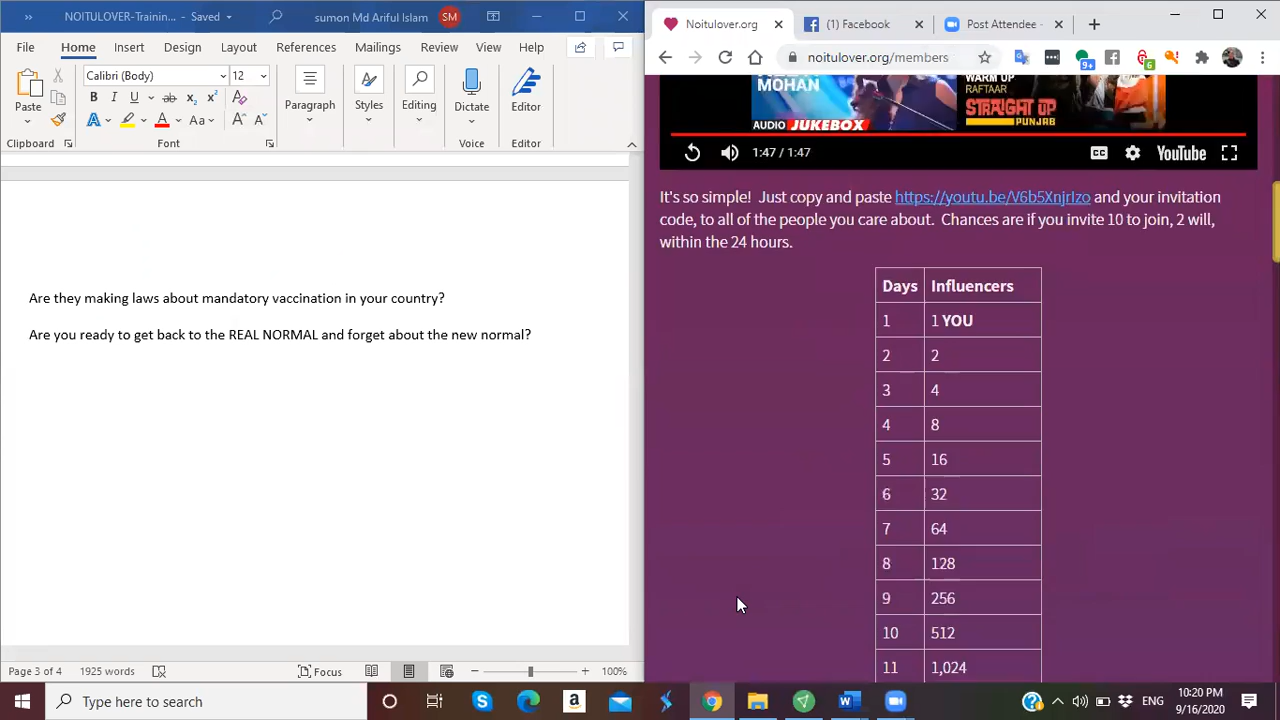 NOITULOVER-Trainin... - Saved
sumon Md Ariful Islam
SM
File Home Insert Design Layout References Mailings Review View Help
Paste
Calibri (Body) 12
Paragraph
Styles
Editing
Dictate
Editor
Clipboard
Font
Voice
Editor
Are they making laws about mandatory vaccination in your country?
Are you ready to get back to the REAL NORMAL and forget about the new normal?
Page 3 of 4 1925 words Focus 100%
Noitulover.org
(1) Facebook
Post Attendee -
noitulover.org/members
9+
6
MOHAN
AUDIO JUKEBOX
WARM UP
RAFTAAR
STRAIGHT UP
PUNJAB
1:47 / 1:47
CC
YouTube
It's so simple! Just copy and paste https://youtu.be/V6b5XnjrIzo and your invitation
code, to all of the people you care about. Chances are if you invite 10 to join, 2 will,
within the 24 hours.
Days Influencers
1 1 YOU
2 2
3 4
4 8
5 16
6 32
7 64
8 128
9 256
10 512
11 1,024
Type here to search
ENG
10:20 PM
9/16/2020